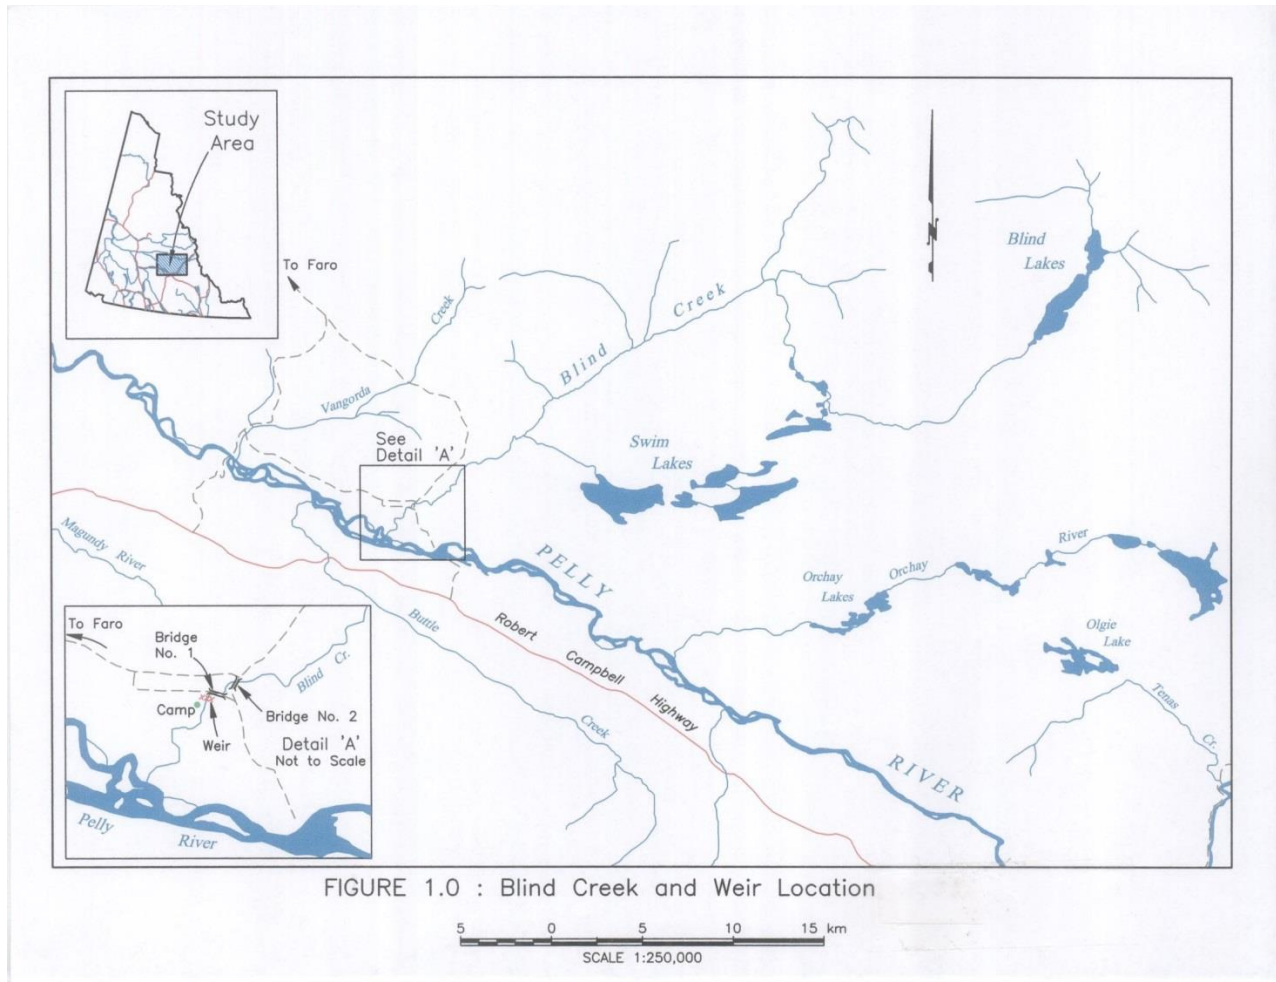 Study
Area
To Faro
Blind
Lakes
Creek
Blind Creek
Vangorda
See
Detail 'A'
Swim
Lakes
Magundy River
PELLY
Orchay
Lakes
Orchay
River
Olgie
Lake
Tenas
Cr.
Buttle
Creek
Robert
Campbell
Highway
RIVER
To Faro
Bridge
No. 1
Blind Cr.
Camp
Bridge No. 2
Weir
Detail 'A'
Not to Scale
Pelly
River
FIGURE 1.0 : Blind Creek and Weir Location
5 0 5 10 15 km
SCALE 1:250,000